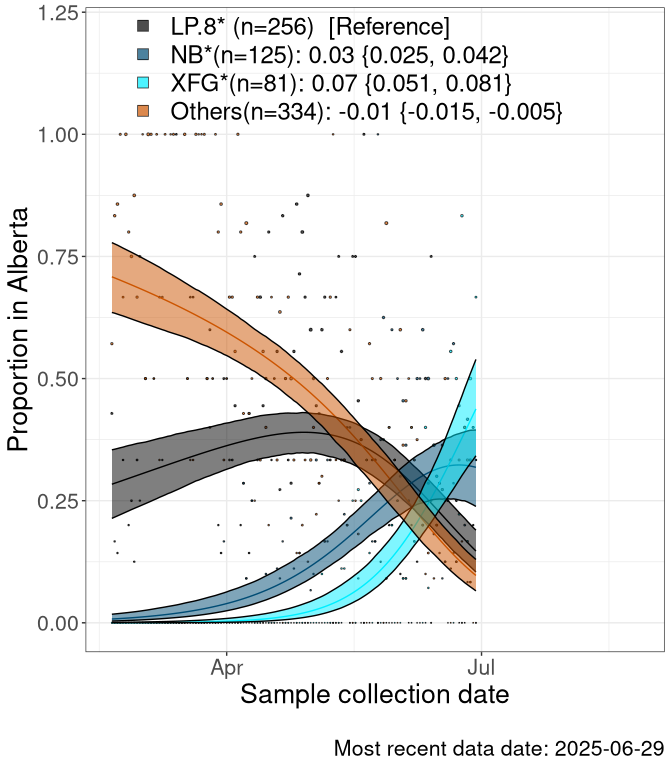 1.25
LP.8* (n=256)  [Reference]
NB*(n=125): 0.03 {0.025, 0.042}
XFG*(n=81): 0.07 {0.051, 0.081}
Others(n=334): -0.01 {-0.015, -0.005}
1.00
0.75
0.50
0.25
0.00
Proportion in Alberta
Apr
Jul
Sample collection date
Most recent data date: 2025-06-29